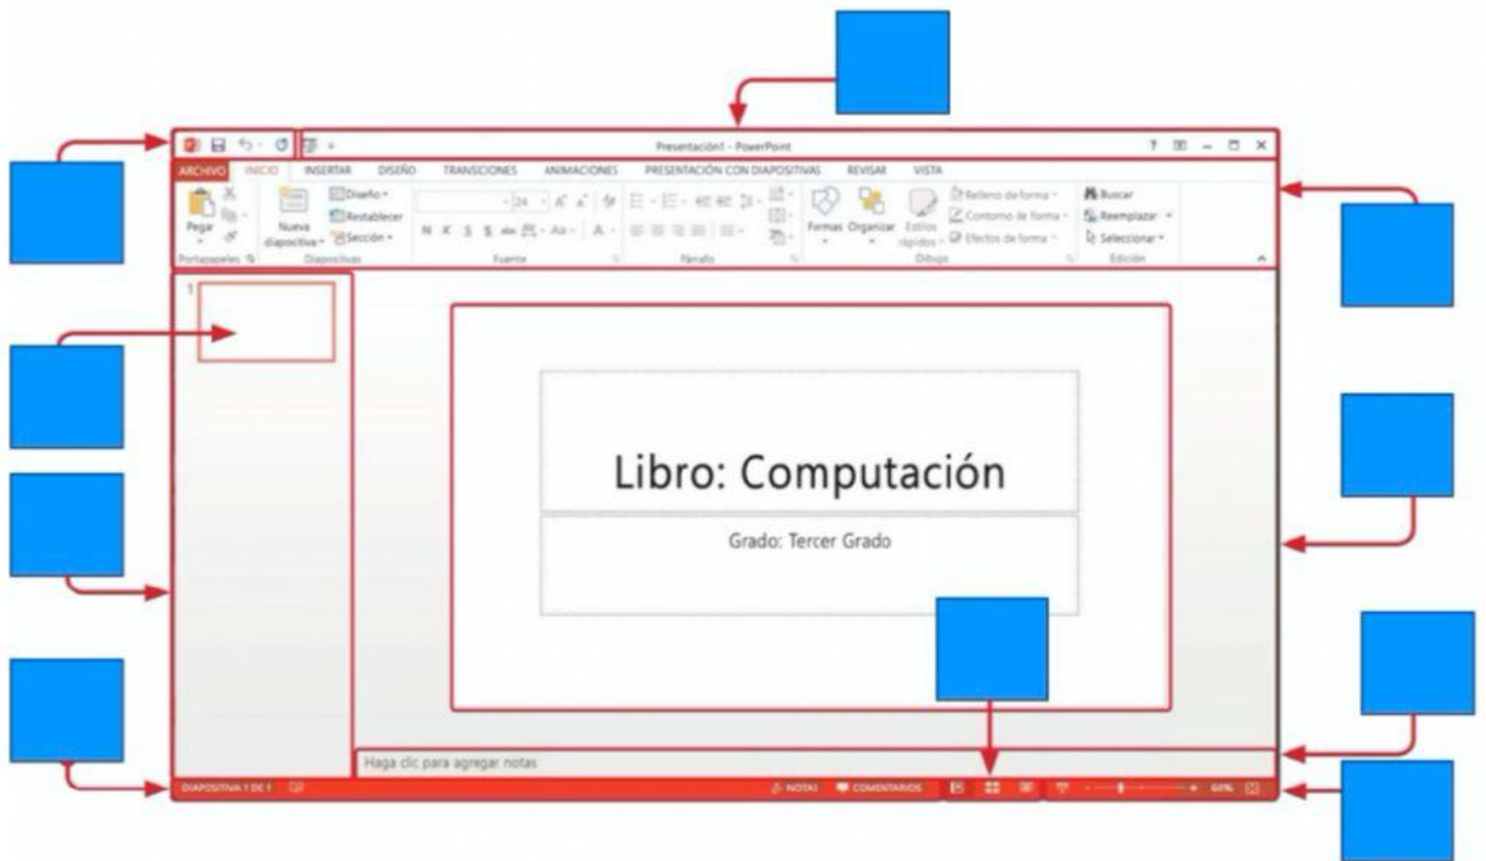 Presentación1 - PowerPoint
ARCHIVO INICIO INSERTAR DISEÑO TRANSICIONES ANIMACIONES PRESENTACIÓN CON DIAPOSITIVAS REVISAR VISTA
Pegar
Nueva diapositiva
Diseño
Restablecer
Sección
24
N K S S abc Aa A
Formas Organizar Estilos rápidos
Relleno de forma
Contorno de forma
Efectos de forma
Buscar
Reemplazar
Seleccionar
Portapapeles Diapositivas Fuente Párrafo Dibujo Edición
1
Libro: Computación
Grado: Tercer Grado
Haga clic para agregar notas
DIAPOSITIVA 1 DE 1 NOTAS COMENTARIOS 60%